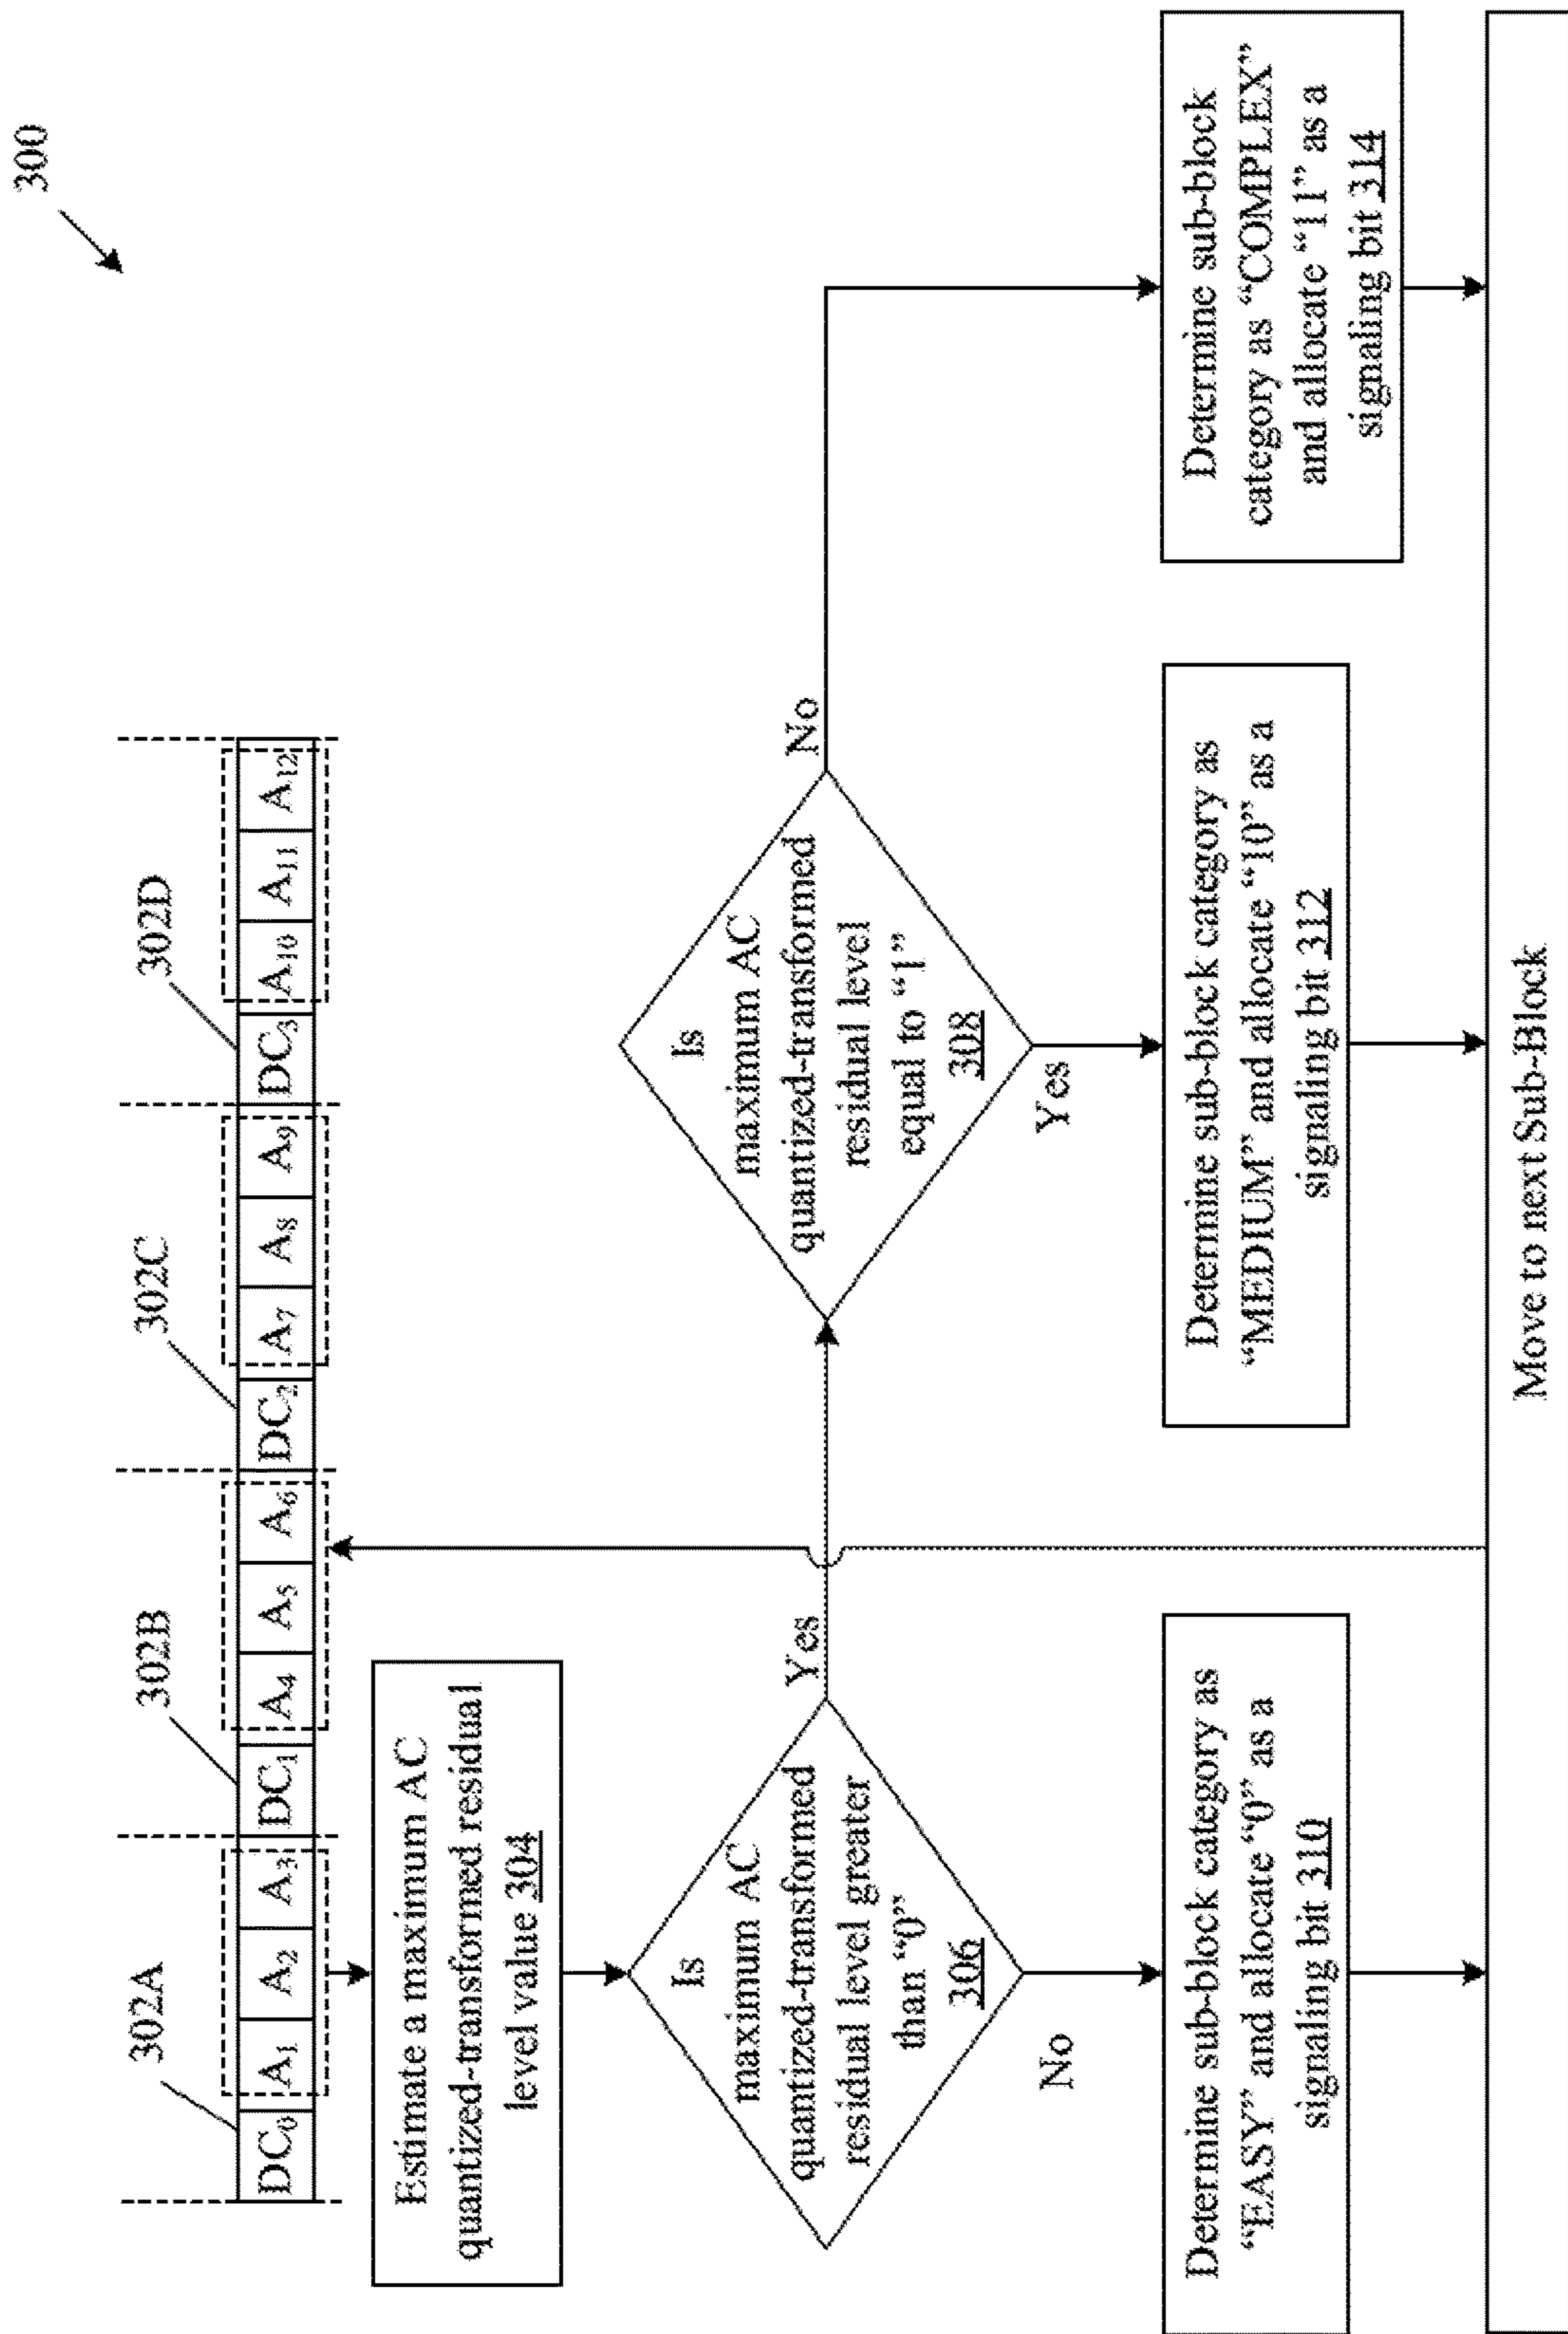 300
302A
302B
302C
302D
DC0 A1 A2 A3 DC1 A4 A5 A6 DC2 A7 A8 A9 DC3 A10 A11 A12
Estimate a maximum AC
quantized-transformed residual
level value 304
Is
maximum AC
quantized-transformed
residual level greater
than “0”
306
Yes
No
Is
maximum AC
quantized-transformed
residual level
equal to “1”
308
No
Yes
Determine sub-block category as
“EASY” and allocate “0” as a
signaling bit 310
Determine sub-block category as
“MEDIUM” and allocate “10” as a
signaling bit 312
Determine sub-block
category as “COMPLEX”
and allocate “11” as a
signaling bit 314
Move to next Sub-Block